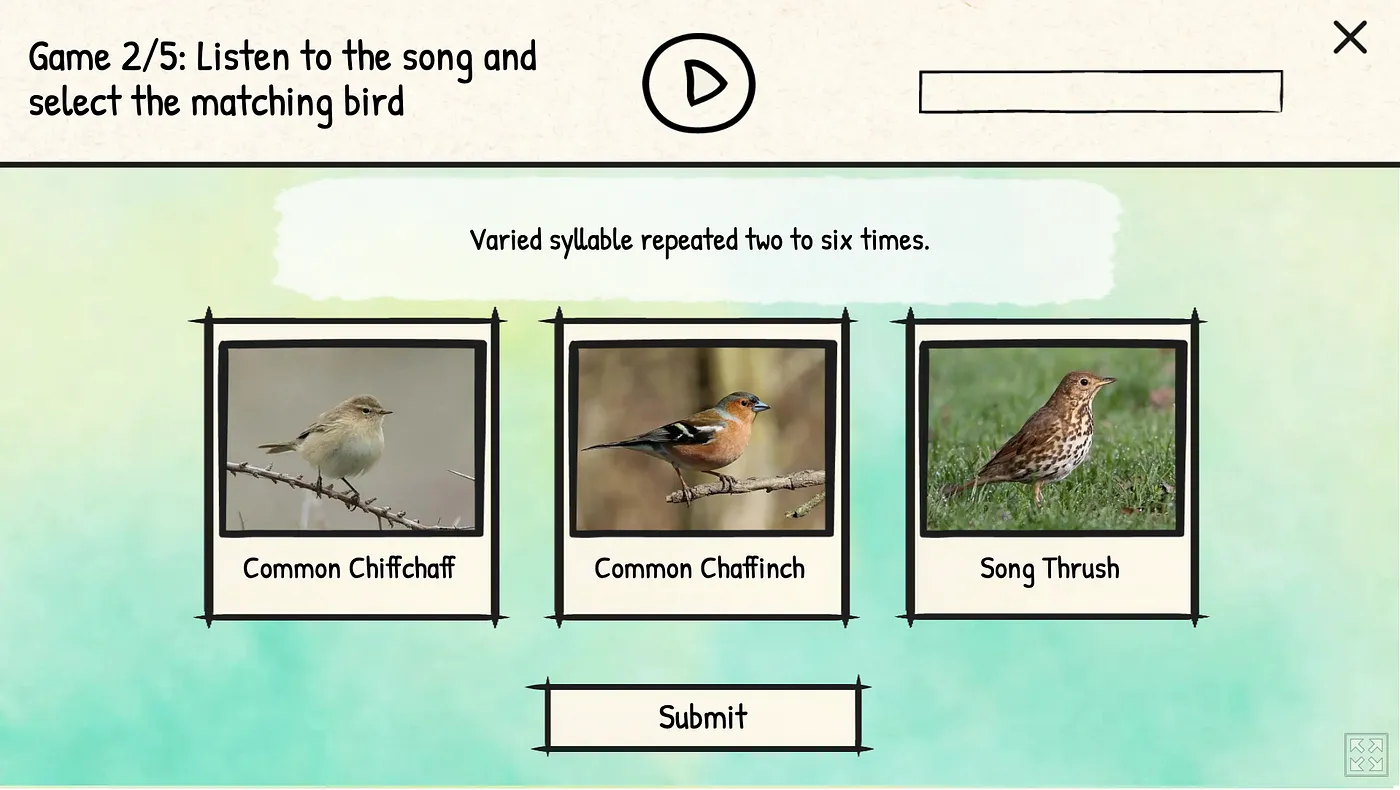 Game 2/5: Listen to the song and
select the matching bird
Varied syllable repeated two to six times.
Common Chiffchaff
Common Chaffinch
Song Thrush
Submit